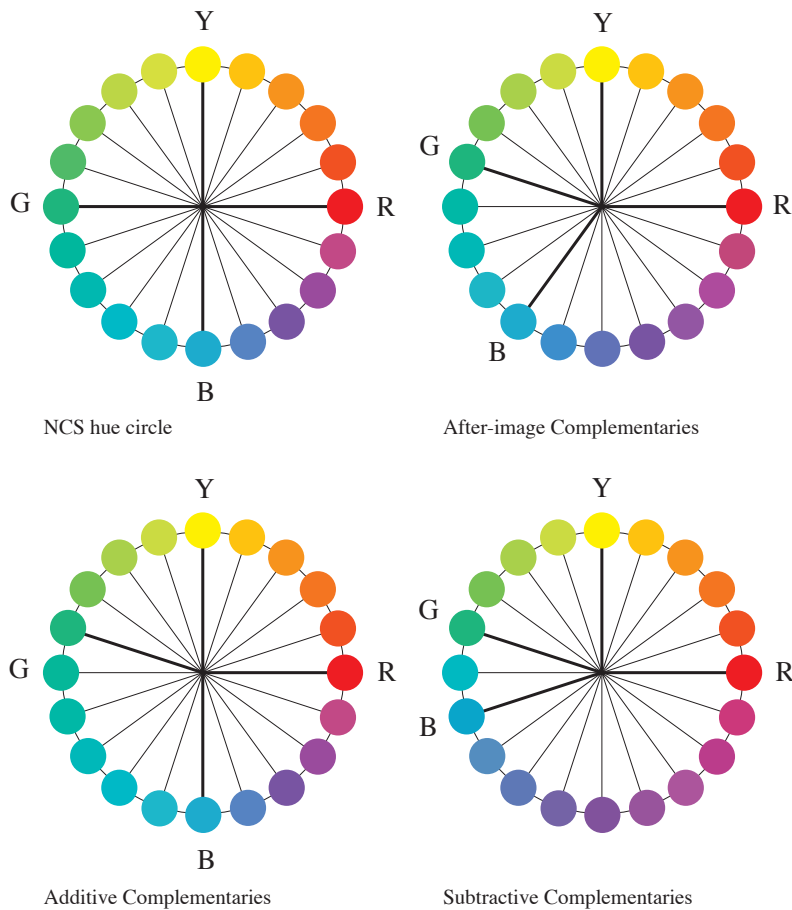 Y
G
R
B
NCS hue circle
Y
G
R
B
After-image Complementaries
Y
G
R
B
Additive Complementaries
Y
G
R
B
Subtractive Complementaries